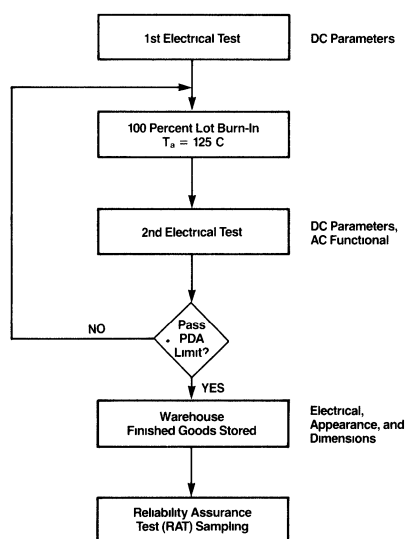 1st Electrical Test
DC Parameters
100 Percent Lot Burn-In
Ta = 125 C
2nd Electrical Test
DC Parameters,
AC Functional
Pass
PDA
Limit?
NO
YES
Warehouse
Finished Goods Stored
Electrical,
Appearance, and
Dimensions
Reliability Assurance
Test (RAT) Sampling